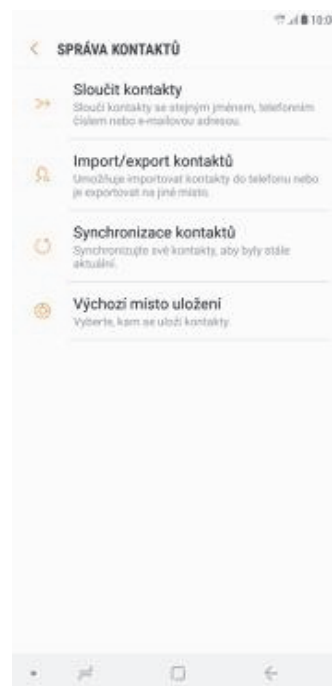 10:0
SPRÁVA KONTAKTŮ
Sloučit kontakty
Sloučí kontakty se stejným jménem, telefonním
číslem nebo e-mailovou adresou.
Import/export kontaktů
Umožňuje importovat kontakty do telefonu nebo
je exportovat na jiné místo.
Synchronizace kontaktů
Synchronizujte své kontakty, aby byly stále
aktuální.
Výchozí místo uložení
Vyberte, kam se uloží kontakty.